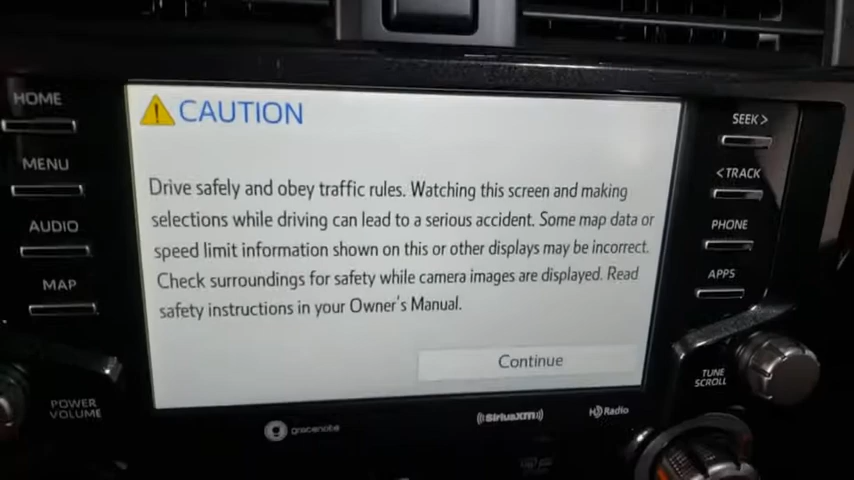 HOME
MENU
AUDIO
MAP
POWER
VOLUME
CAUTION
Drive safely and obey traffic rules. Watching this screen and making
selections while driving can lead to a serious accident. Some map data or
speed limit information shown on this or other displays may be incorrect.
Check surroundings for safety while camera images are displayed. Read
safety instructions in your Owner's Manual.
Continue
gracenote
SiriusXM
HD Radio
SEEK >
< TRACK
PHONE
APPS
TUNE
SCROLL